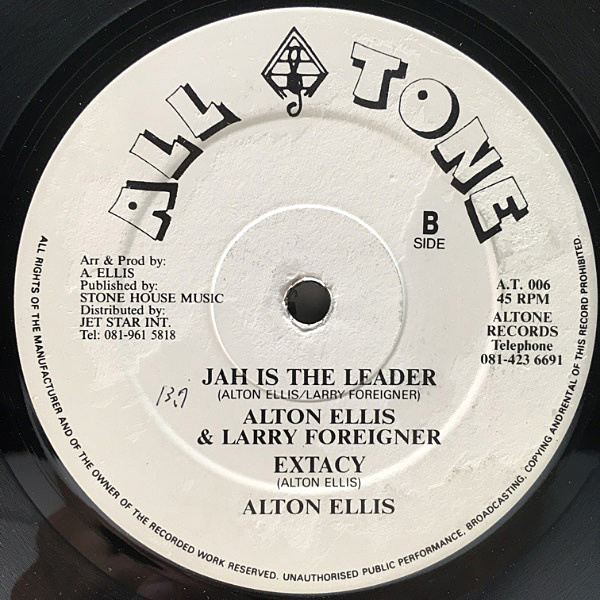 ALL TONE
B
SIDE
Arr & Prod by:
A. ELLIS
Published by:
STONE HOUSE MUSIC
Distributed by:
JET STAR INT.
Tel: 081-961 5818
A.T. 006
45 RPM
ALTONE
RECORDS
Telephone
081-423 6691
JAH IS THE LEADER
(ALTON ELLIS/LARRY FOREIGNER)
ALTON ELLIS
& LARRY FOREIGNER
EXTACY
(ALTON ELLIS)
ALTON ELLIS
ALL RIGHTS OF THE MANUFACTURER AND OF THE OWNER OF THE RECORDED WORK RESERVED. UNAUTHORISED PUBLIC PERFORMANCE, BROADCASTING, COPYING AND RENTAL OF THIS RECORD PROHIBITED.